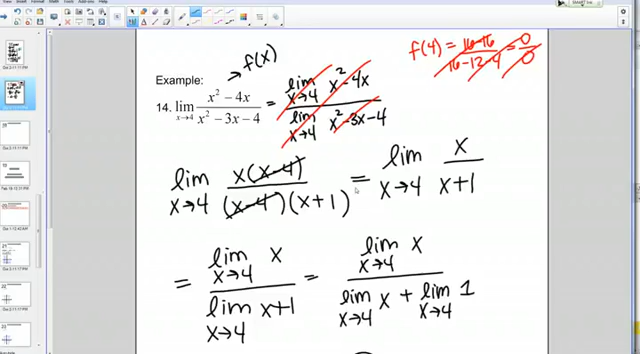 → f(x)
f(4) = 16-16 / 16-12-4 = 0/0
Example:
14. lim x→4 x² − 4x / x² − 3x − 4 = lim x→4 x² - 4x / lim x→4 x² - 3x - 4
lim x→4 x(x-4) / (x-4)(x+1) = lim x→4 x / x+1
= lim x→4 x / lim x→4 x+1 = lim x→4 x / lim x→4 x + lim x→4 1